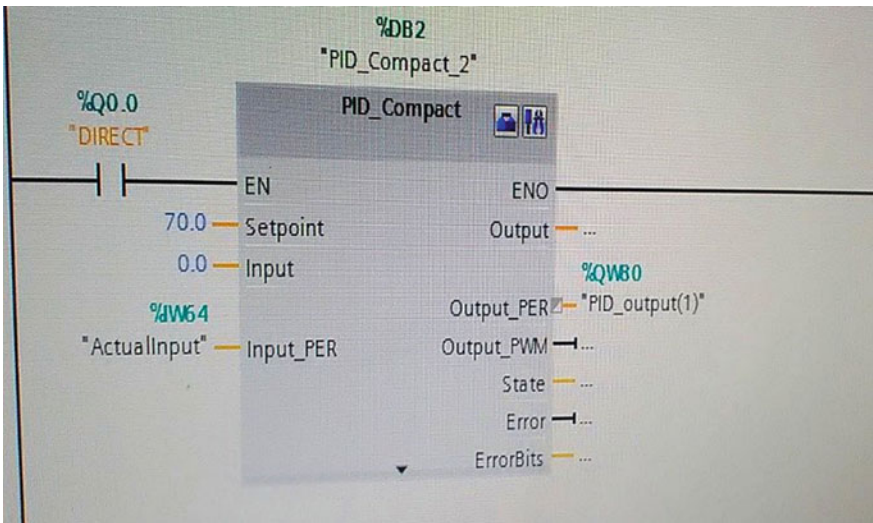 %DB2
"PID_Compact_2"
%Q0.0
"DIRECT"
PID_Compact
EN
ENO
70.0
Setpoint
Output
...
0.0
Input
%QW80
%IW64
Output_PER
"PID_output(1)"
"ActualInput"
Input_PER
Output_PWM
...
State
...
Error
...
ErrorBits
...